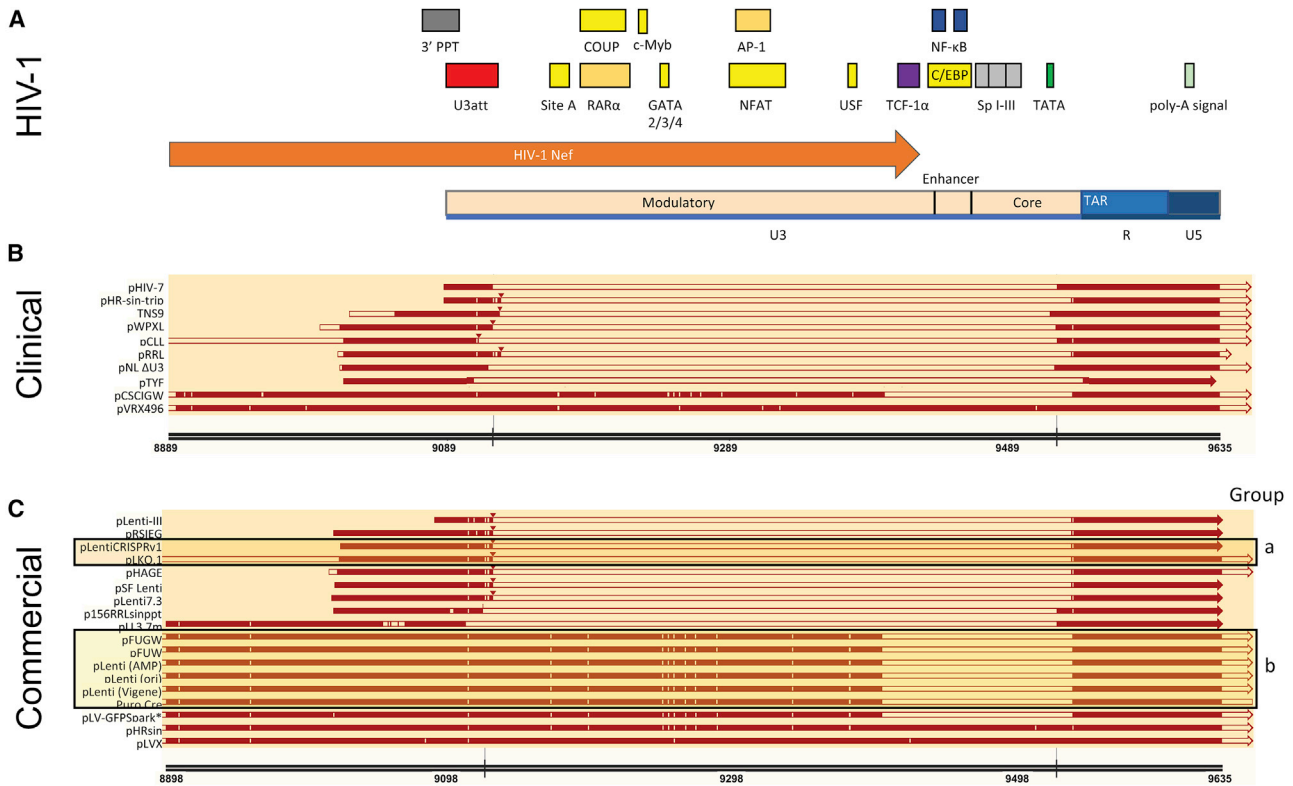 A
HIV-1
3' PPT
COUP
c-Myb
AP-1
NF-κB
C/EBP
U3att
Site A
RARα
GATA
2/3/4
NFAT
USF
TCF-1α
Sp I-III
TATA
poly-A signal
HIV-1 Nef
Enhancer
Modulatory
Core
TAR
U3
R
U5
B
Clinical
pHIV-7
pHR-sin-trip
TNS9
pWPXL
pCLL
pRRL
pNL ΔU3
pTYF
pCSCIGW
pVRX496
8889
9089
9289
9489
9635
C
Commercial
Group
pLenti-III
pRSIEG
pLentiCRISPRv1
a
pLKO.1
pHAGE
pSF Lenti
pLenti7.3
p156RRLsinppt
pLL3.7m
pFUGW
pFUW
pLenti (AMP)
b
pLenti (ori)
pLenti (Vigene)
Puro.Cre
pLV-GFPSpark*
pHRsin
pLVX
8898
9098
9298
9498
9635